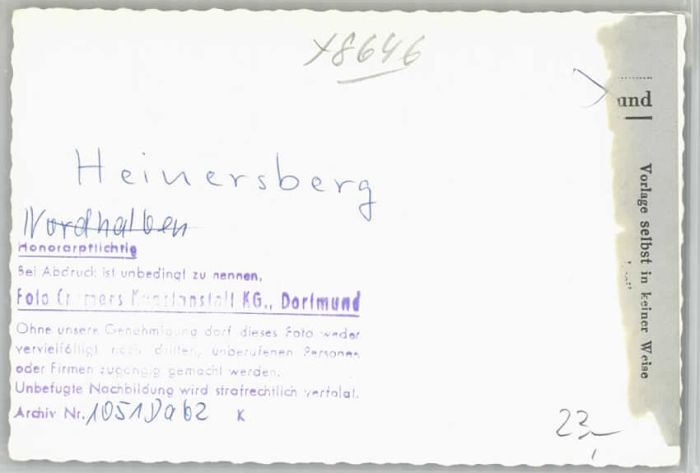 X8646
und
Vorlage selbst in keiner Weise
Heinersberg
Nordhalben
Honorarpflichtig
Bei Abdruck ist unbedingt zu nennen,
Foto Cramers Kunstanstalt KG., Dortmund
Ohne unsere Genehmigung darf dieses Foto weder
vervielfältigt noch dritten, unberufenen Personen
oder Firmen zugängig gemacht werden.
Unbefugte Nachbildung wird strafrechtlich verfolgt.
Archiv Nr. 1051 Da 62 K
23,-